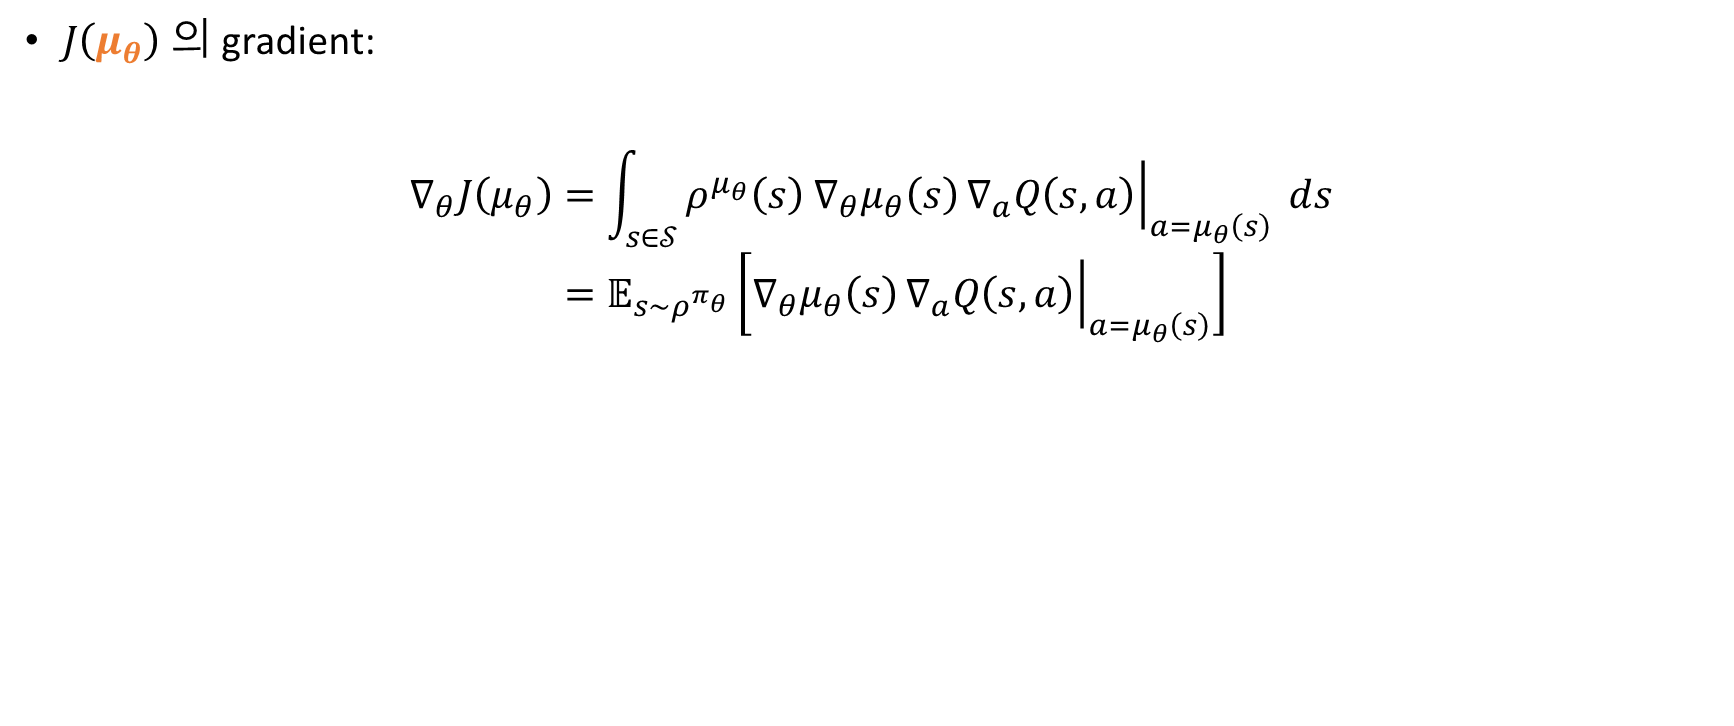 • J(μ_θ) 의 gradient:
∇_θJ(μ_θ) = ∫_{s∈𝒮} ρ^{μ_θ}(s) ∇_θμ_θ(s) ∇_aQ(s, a)|_{a=μ_θ(s)} ds
= 𝔼_{s~ρ^{π_θ}} [∇_θμ_θ(s) ∇_aQ(s, a)|_{a=μ_θ(s)}]